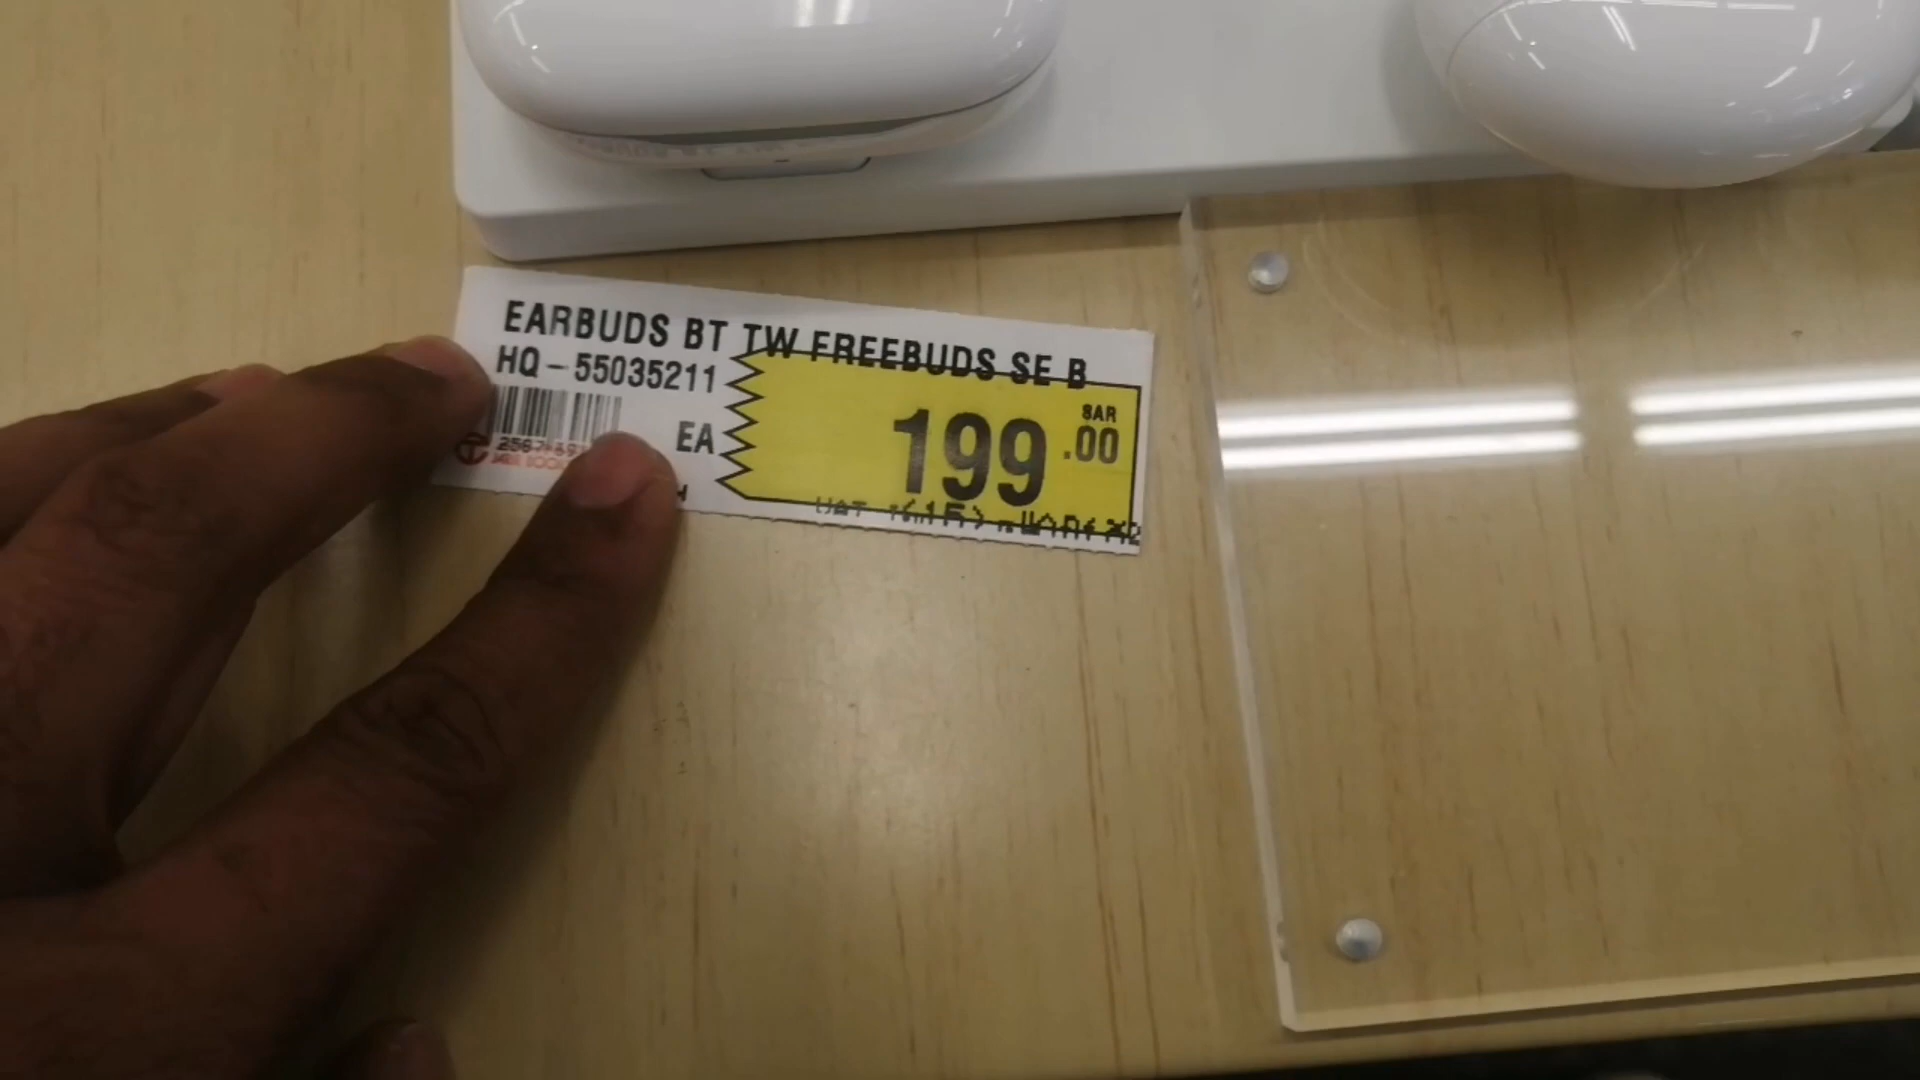 EARBUDS BT TW FREEBUDS SE B
HQ-55035211
EA
SAR
199.00